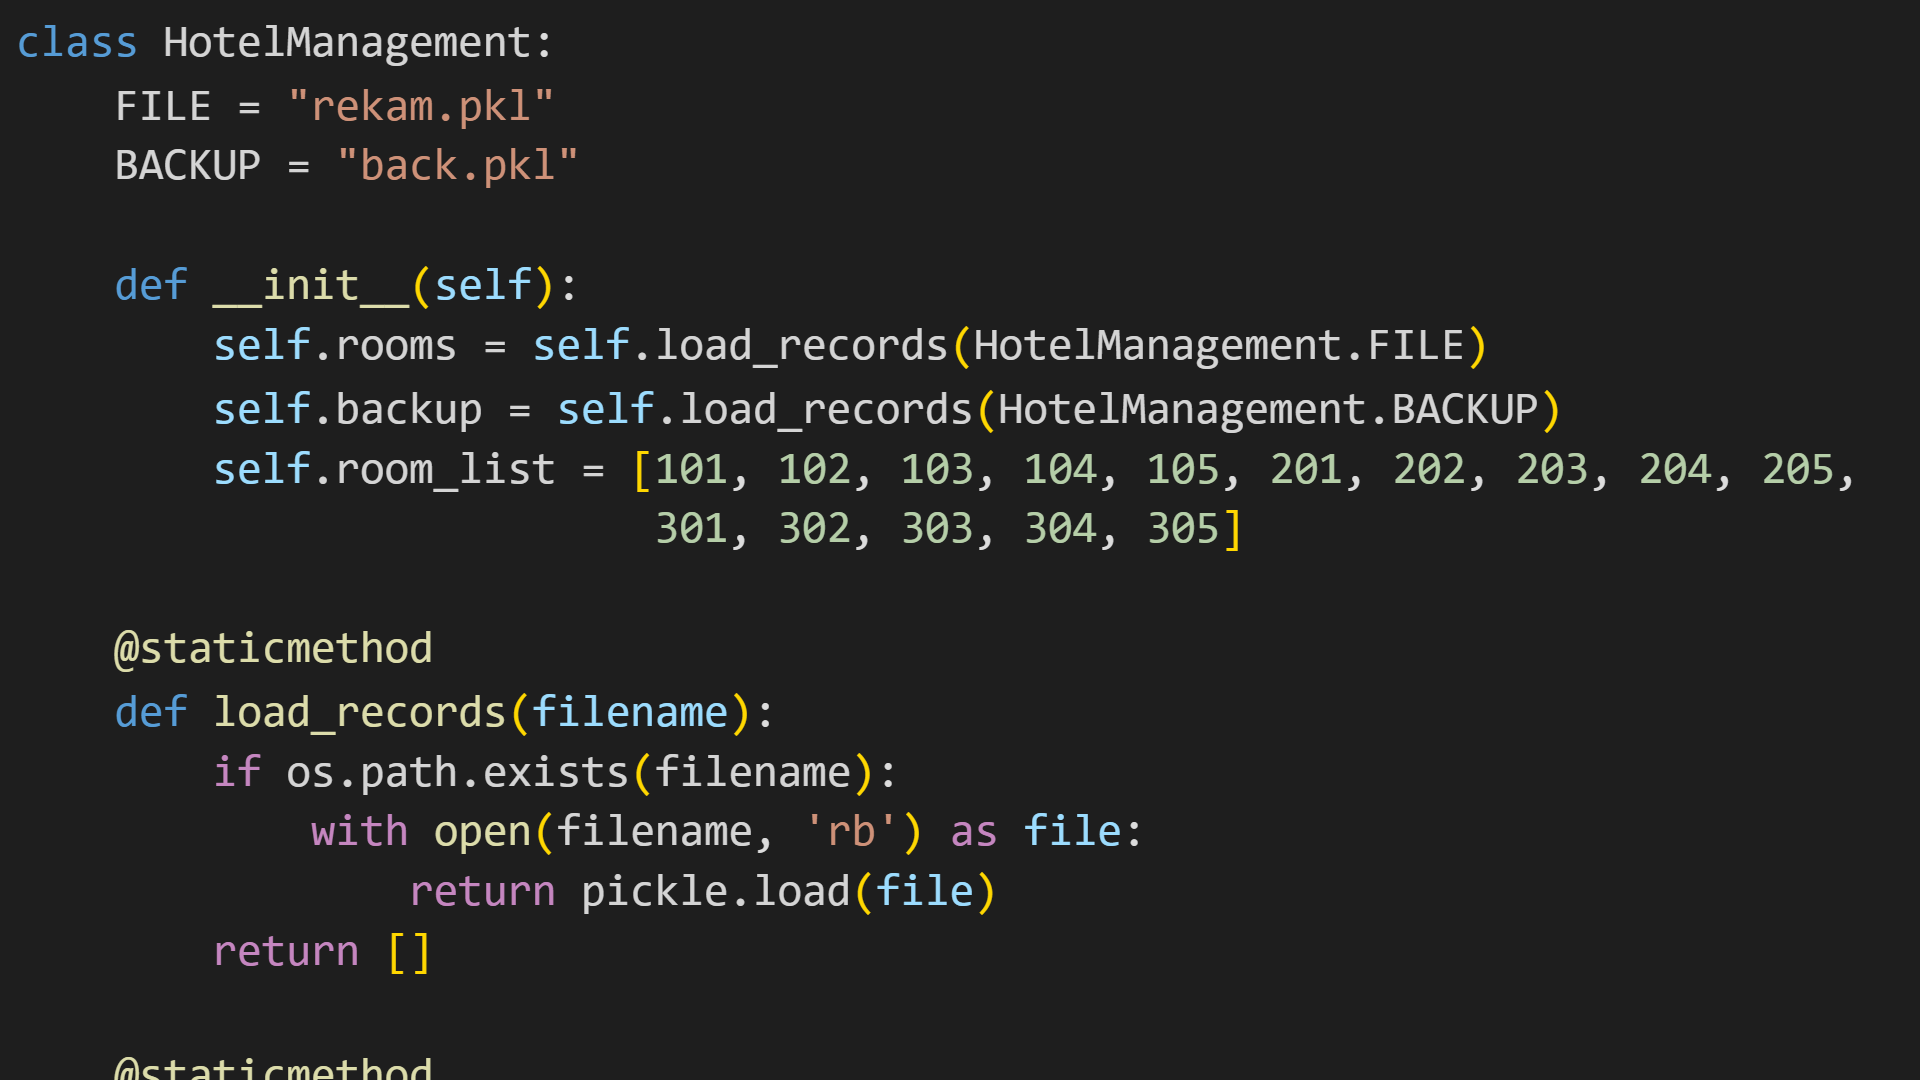 class HotelManagement:
    FILE = "rekam.pkl"
    BACKUP = "back.pkl"

    def __init__(self):
        self.rooms = self.load_records(HotelManagement.FILE)
        self.backup = self.load_records(HotelManagement.BACKUP)
        self.room_list = [101, 102, 103, 104, 105, 201, 202, 203, 204, 205,
                          301, 302, 303, 304, 305]

    @staticmethod
    def load_records(filename):
        if os.path.exists(filename):
            with open(filename, 'rb') as file:
                return pickle.load(file)
        return []

    @staticmethod